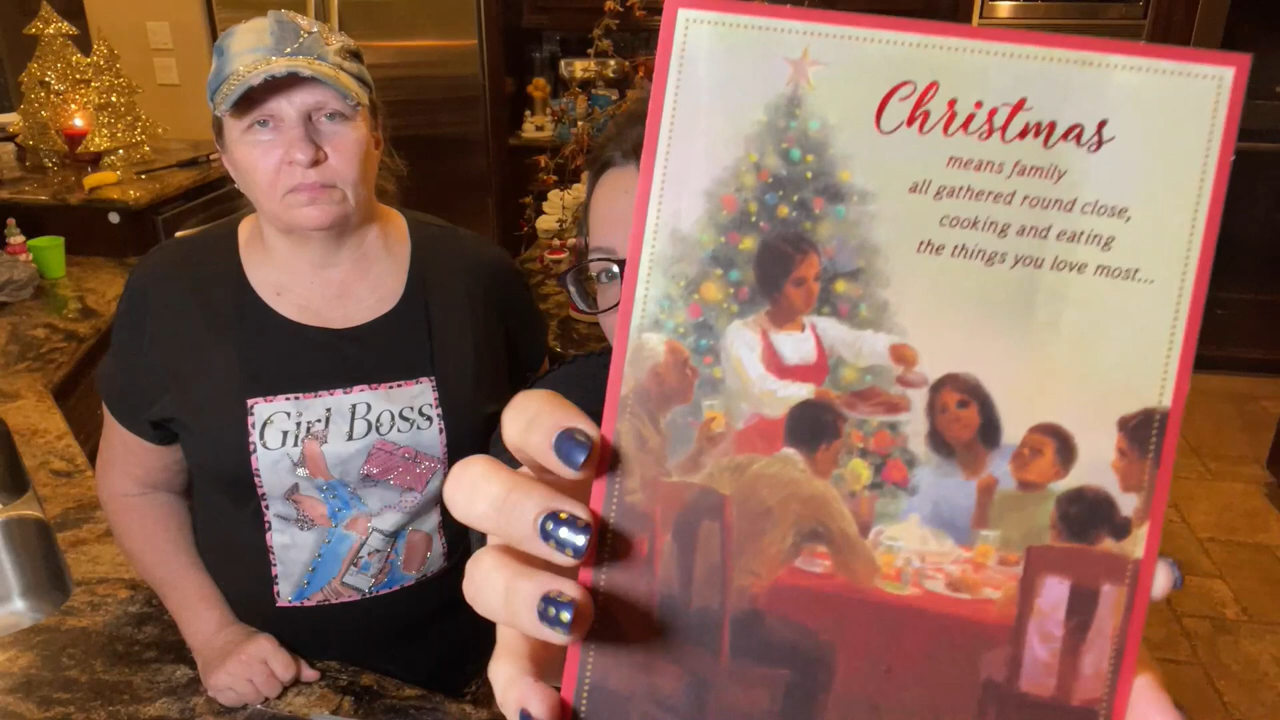 Girl Boss
Christmas
means family
all gathered round close,
cooking and eating
the things you love most...